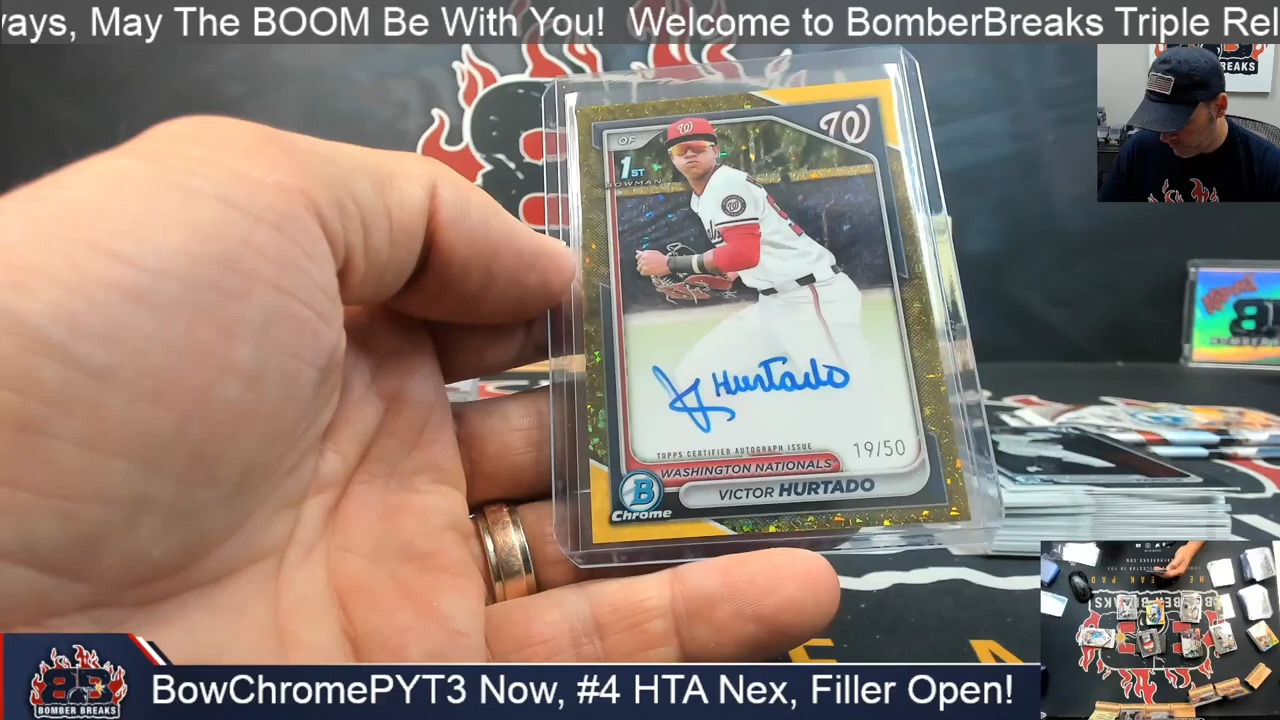 ays, May The BOOM Be With You!  Welcome to BomberBreaks Triple Rel
BREAKS
W
W
OF
1ST
BOWMAN
W
Hurtado
TOPPS CERTIFIED AUTOGRAPH ISSUE
19/50
WASHINGTON NATIONALS
VICTOR HURTADO
B
Chrome
BOMBER BREAKS
BowChromePYT3 Now, #4 HTA Nex, Filler Open!